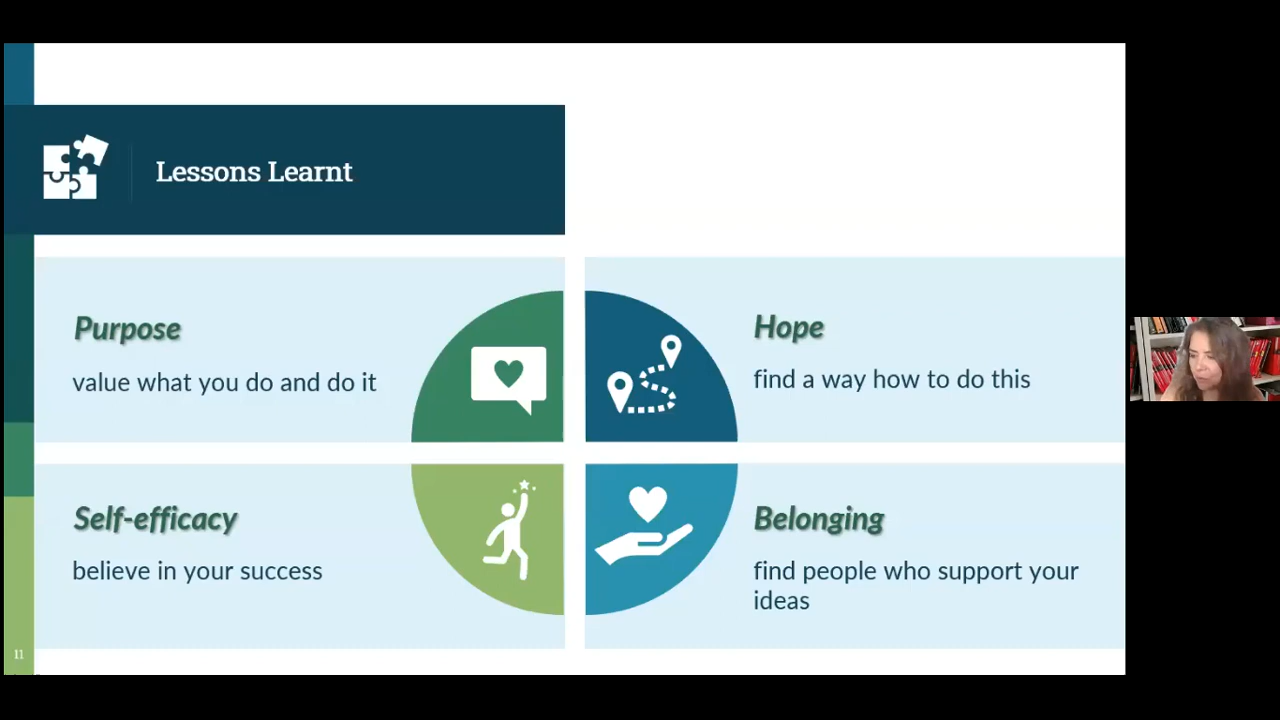 Lessons Learnt
Purpose
value what you do and do it
Hope
find a way how to do this
Self-efficacy
believe in your success
Belonging
find people who support your
ideas
11